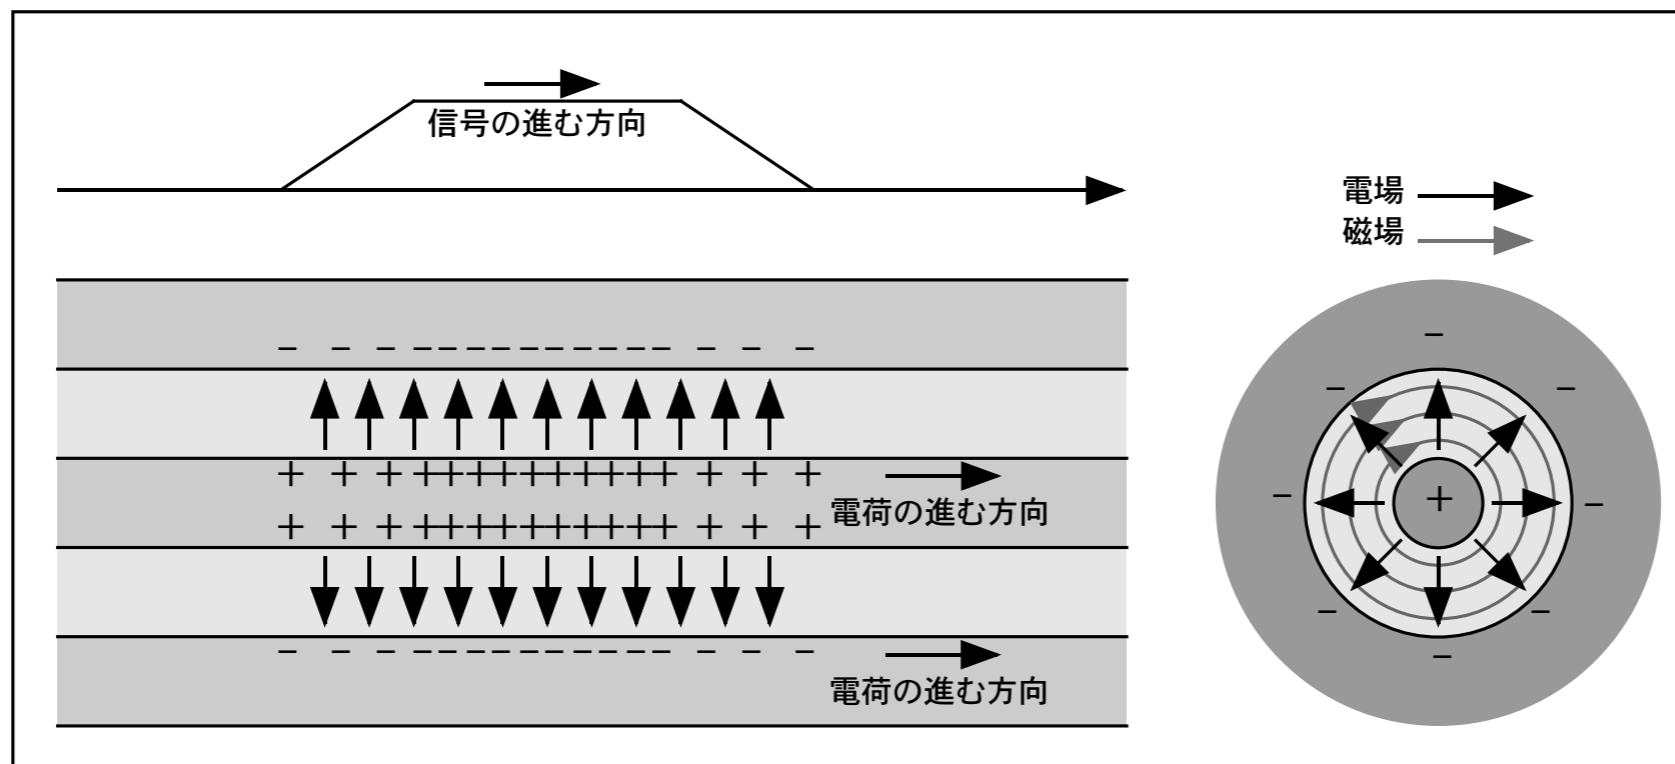 信号の進む方向
電場
磁場
− − − − − − − − − − − − − − − −
+ + + + + + + + + + + + + + + +
電荷の進む方向
+ + + + + + + + + + + + + + + +
− − − − − − − − − − − − − − − −
電荷の進む方向
−
− −
− + −
− −
−